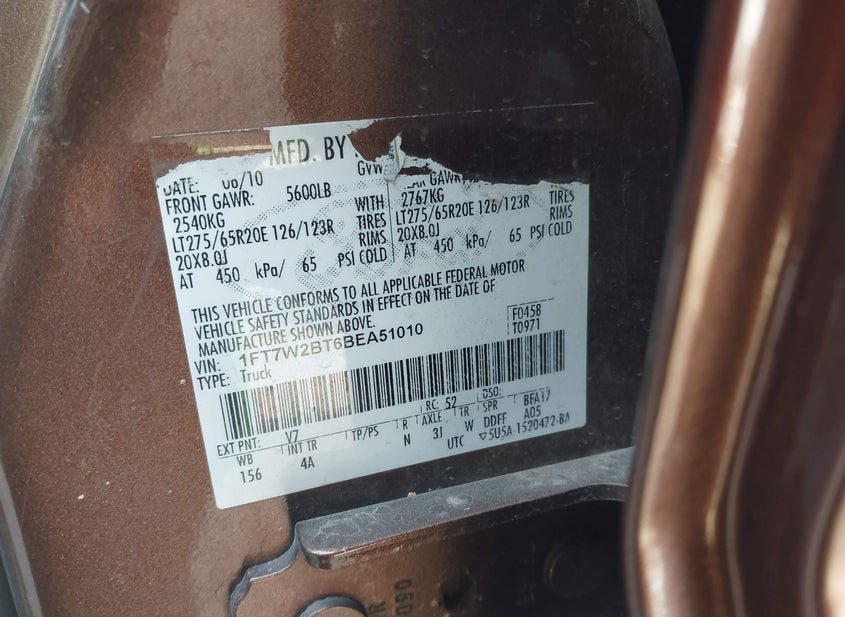 MFD. BY
DATE: 08/10 GVW
FRONT GAWR: 5600LB GAWR
2540KG WITH 2767KG
LT275/65R20E 126/123R TIRES LT275/65R20E 126/123R TIRES
20X8.0J RIMS 20X8.0J RIMS
AT 450 kPa/ 65 PSI COLD AT 450 kPa/ 65 PSI COLD
THIS VEHICLE CONFORMS TO ALL APPLICABLE FEDERAL MOTOR
VEHICLE SAFETY STANDARDS IN EFFECT ON THE DATE OF
MANUFACTURE SHOWN ABOVE.
F0458
T0971
VIN: 1FT7W2BT6BEA51010
TYPE: Truck
EXT PNT: V7 RC: 52 DSO:
WB INT TR TP/PS R AXLE TR SPR BFA17
156 4A N 3J W DDFF A05
UTC ▽5U5A-1520472-BA